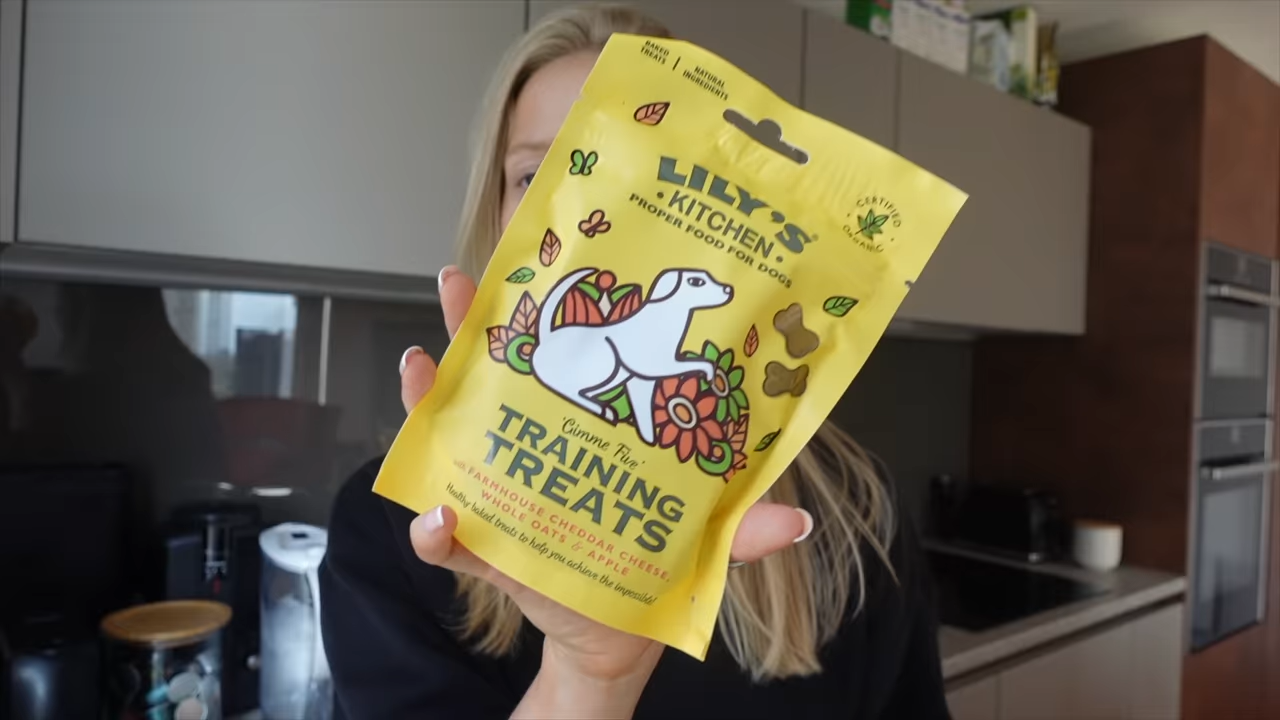 BAKED
TREATS
NATURAL
INGREDIENTS
LILY'S®
• KITCHEN •
PROPER FOOD FOR DOGS
CERTIFIED
ORGANIC
'Gimme Five'
TRAINING
TREATS
with FARMHOUSE CHEDDAR CHEESE,
WHOLE OATS & APPLE
Healthy baked treats to help you achieve the impossible!